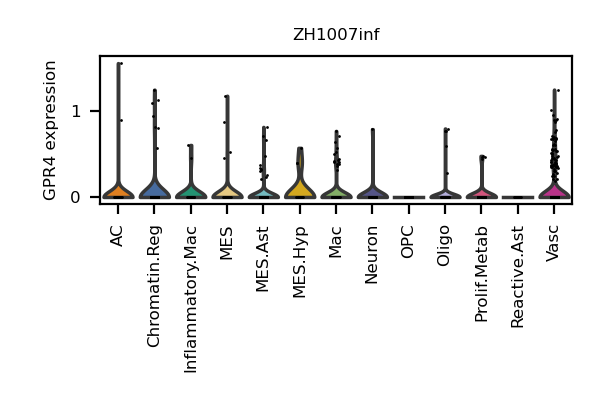 ZH1007inf
GPR4 expression
1
0
AC
Chromatin.Reg
Inflammatory.Mac
MES
MES.Ast
MES.Hyp
Mac
Neuron
OPC
Oligo
Prolif.Metab
Reactive.Ast
Vasc